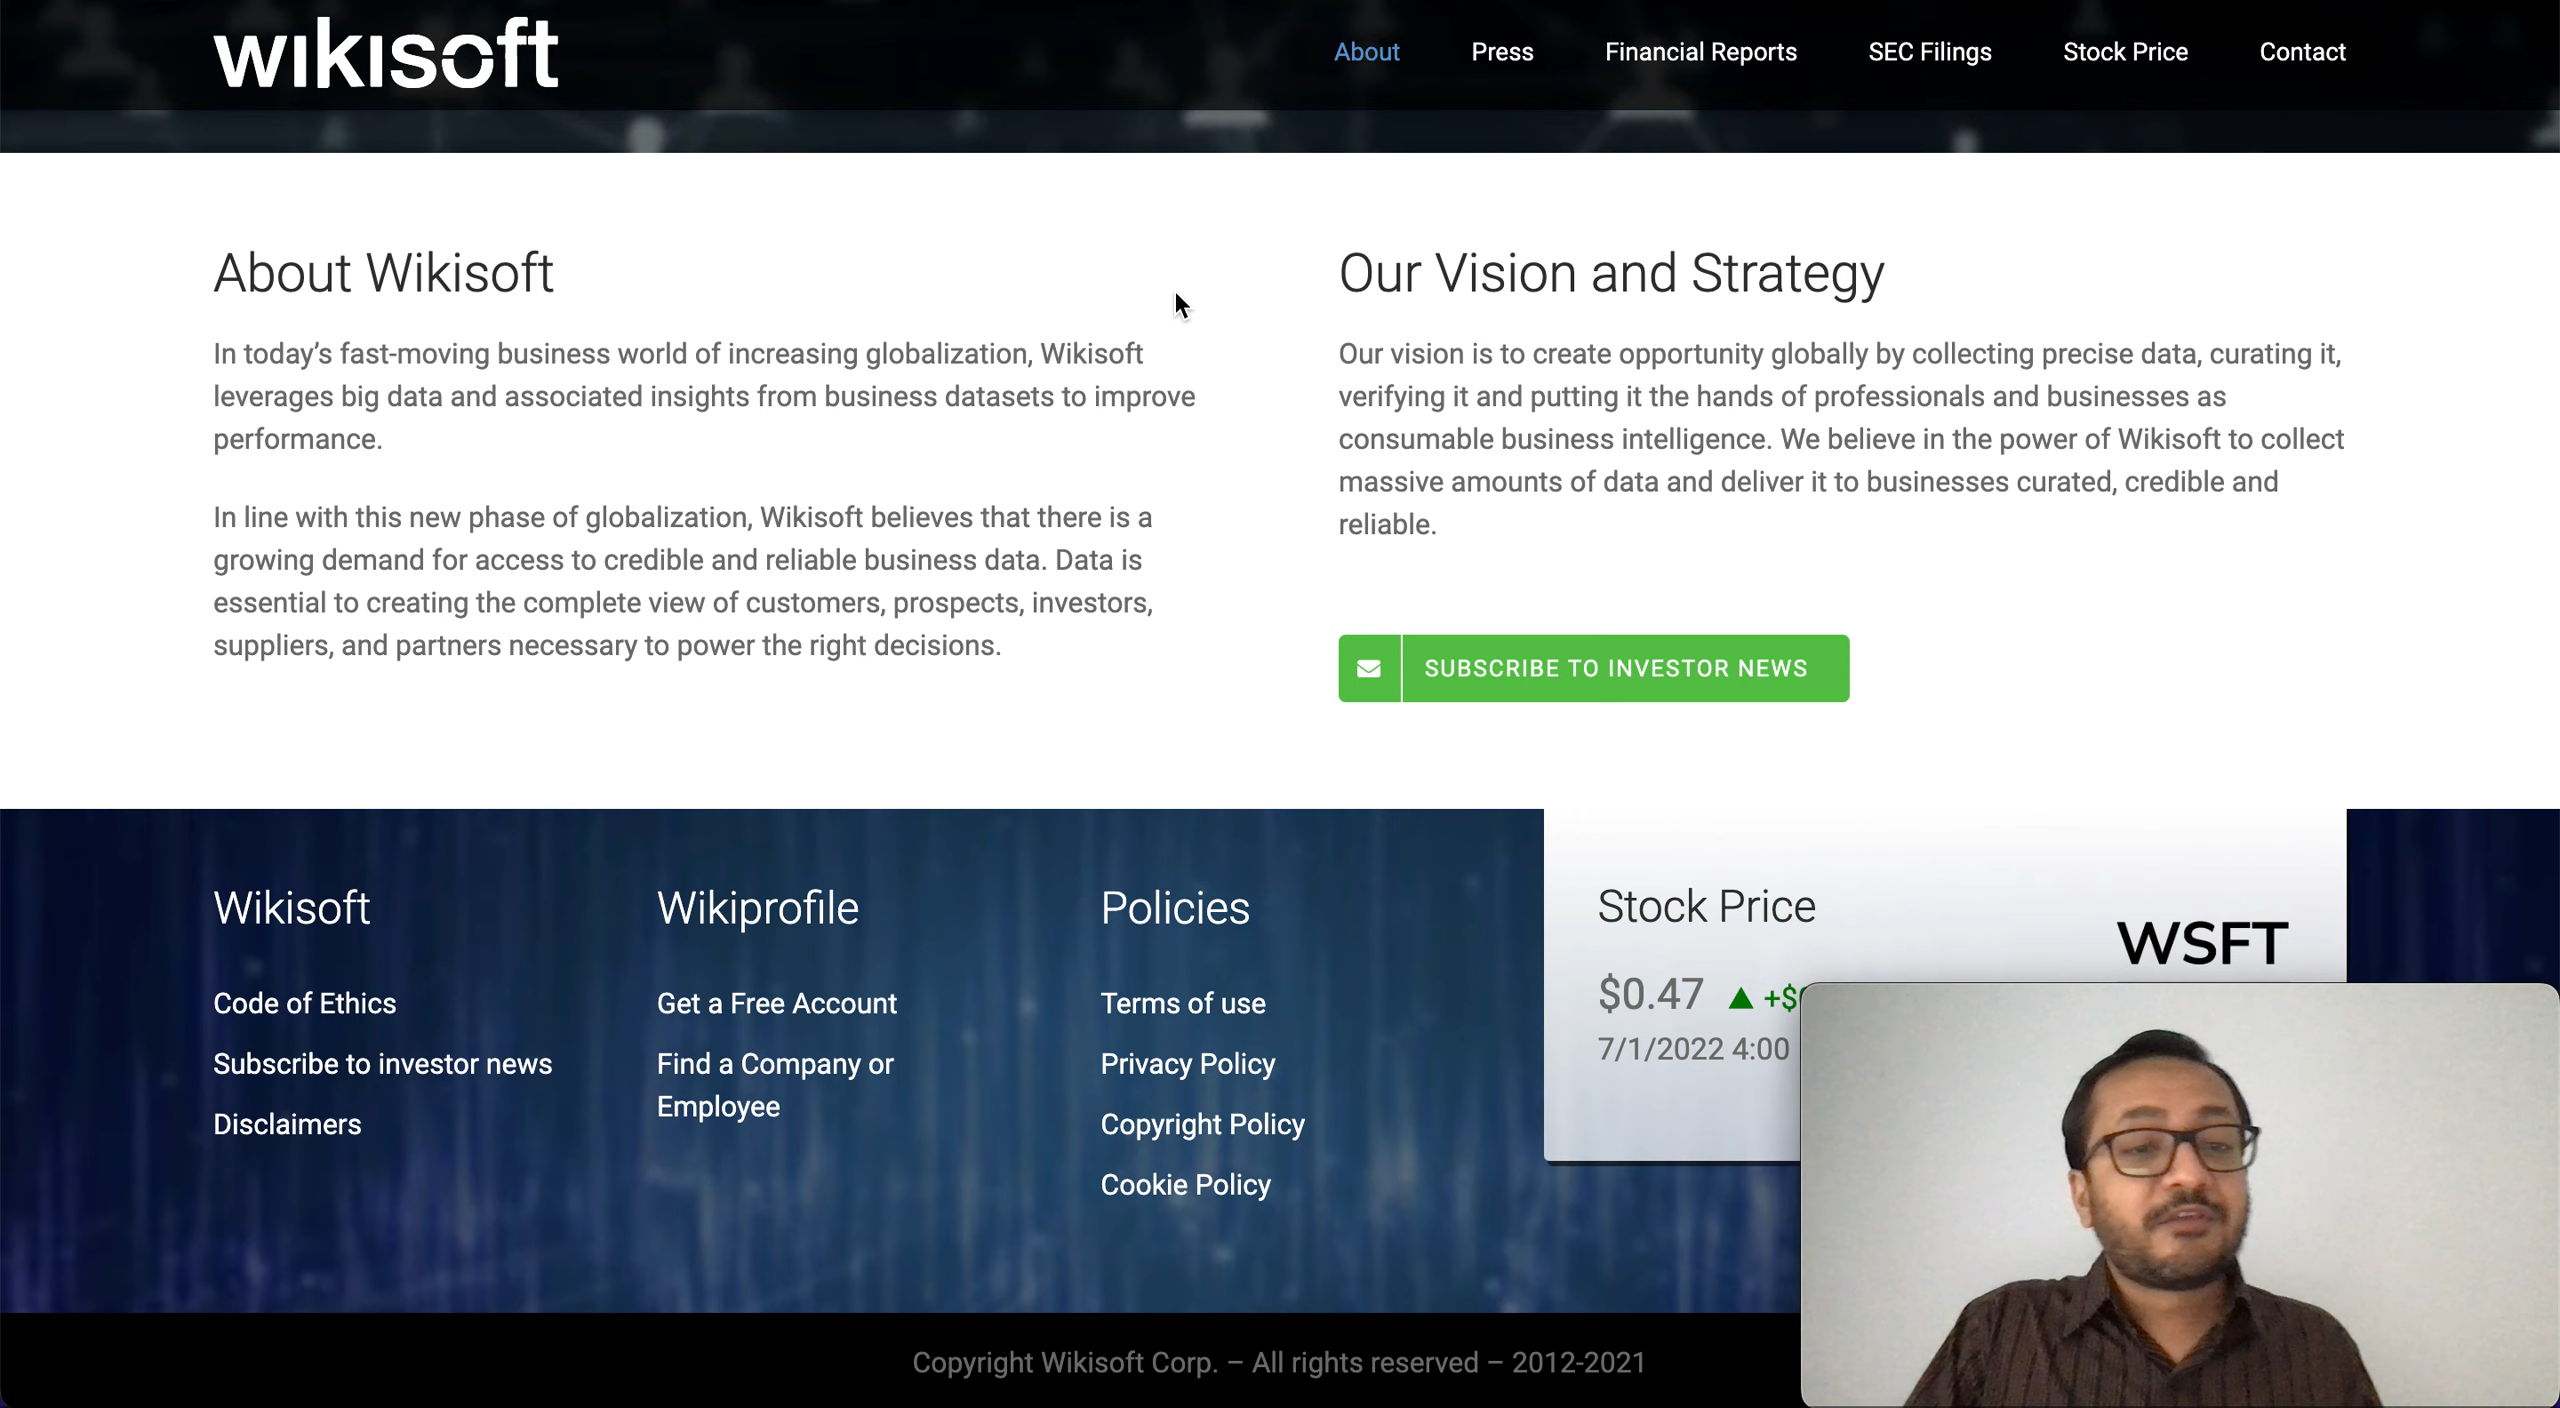 wikisoft
About
Press
Financial Reports
SEC Filings
Stock Price
Contact
About Wikisoft
In today’s fast-moving business world of increasing globalization, Wikisoft
leverages big data and associated insights from business datasets to improve
performance.
In line with this new phase of globalization, Wikisoft believes that there is a
growing demand for access to credible and reliable business data. Data is
essential to creating the complete view of customers, prospects, investors,
suppliers, and partners necessary to power the right decisions.
Our Vision and Strategy
Our vision is to create opportunity globally by collecting precise data, curating it,
verifying it and putting it the hands of professionals and businesses as
consumable business intelligence. We believe in the power of Wikisoft to collect
massive amounts of data and deliver it to businesses curated, credible and
reliable.
SUBSCRIBE TO INVESTOR NEWS
Wikisoft
Code of Ethics
Subscribe to investor news
Disclaimers
Wikiprofile
Get a Free Account
Find a Company or
Employee
Policies
Terms of use
Privacy Policy
Copyright Policy
Cookie Policy
Stock Price
WSFT
$0.47 ▲ +$
7/1/2022 4:00
Copyright Wikisoft Corp. – All rights reserved – 2012-2021